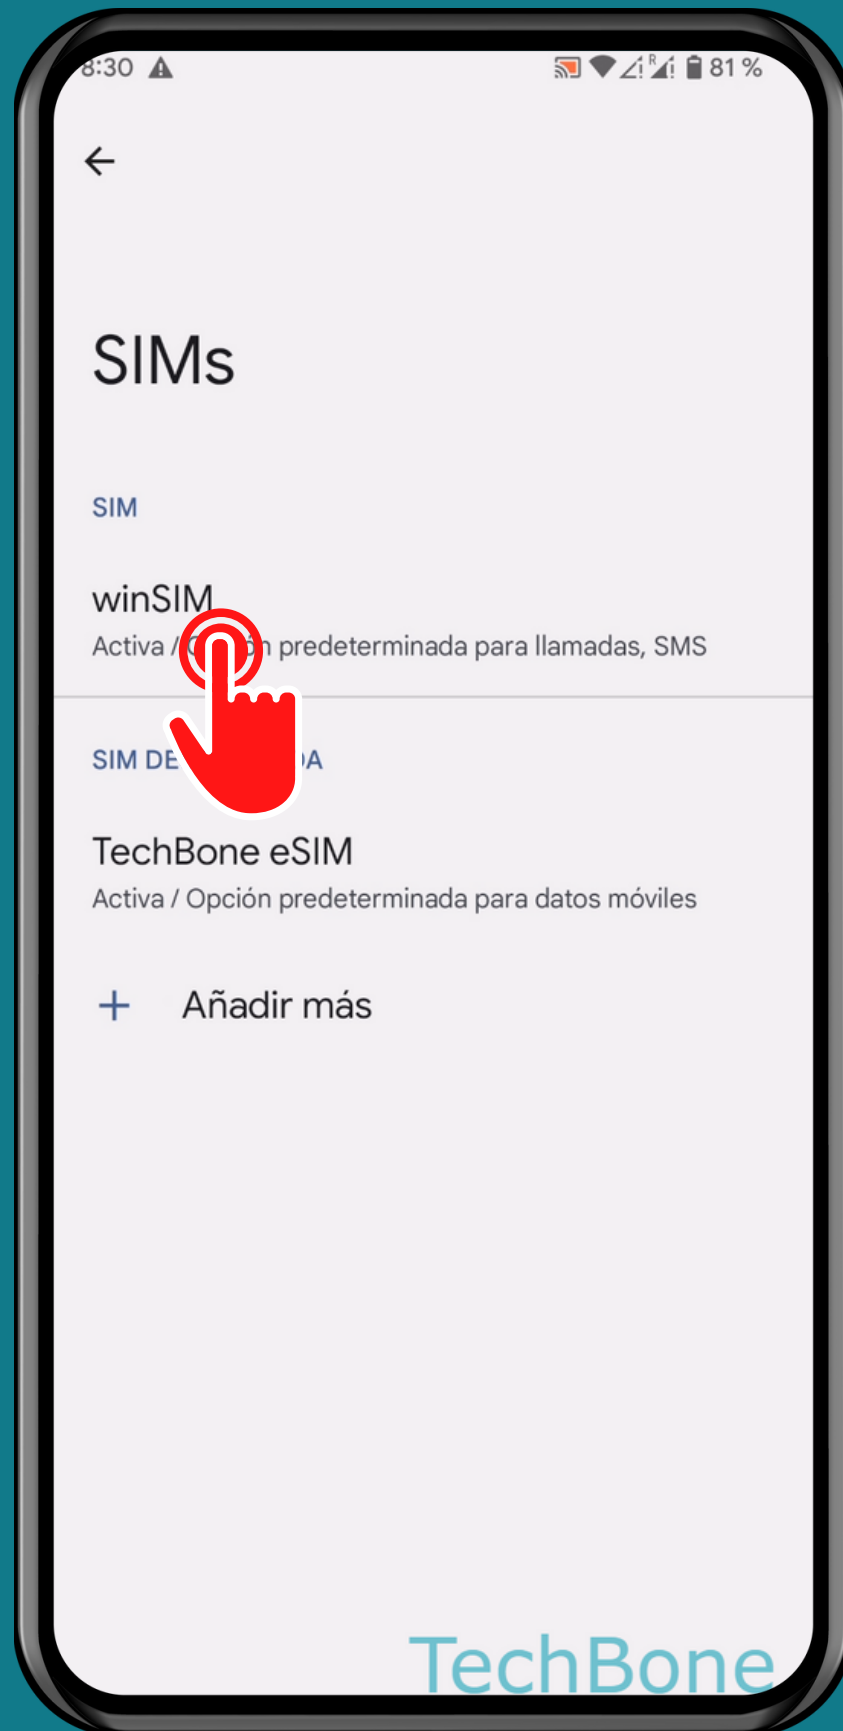 8:30
R 81 %
SIMs
SIM
winSIM
Activa / predeterminada para llamadas, SMS
SIM
TechBone eSIM
Activa / Opción predeterminada para datos móviles
+ Añadir más
TechBone